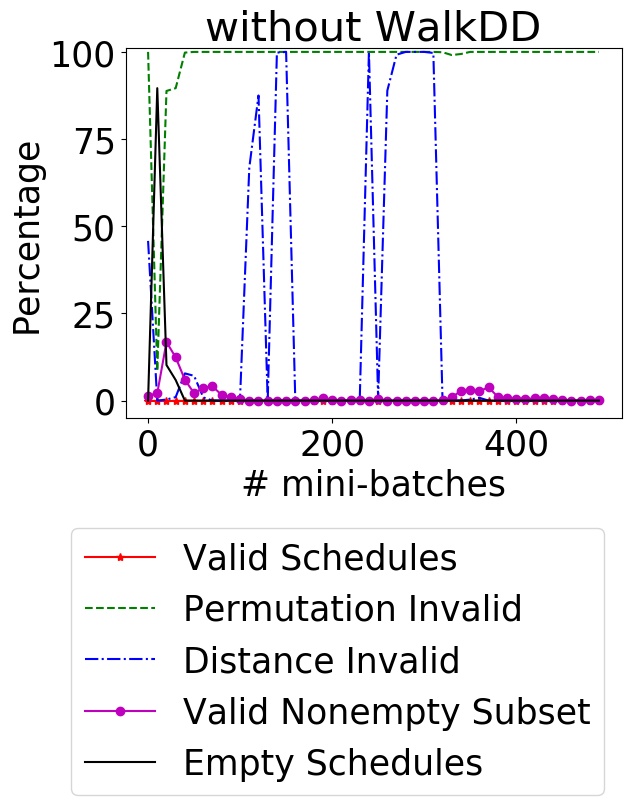 without WalkDD
100
75
50
25
0
Percentage
0 200 400
# mini-batches
Valid Schedules
Permutation Invalid
Distance Invalid
Valid Nonempty Subset
Empty Schedules